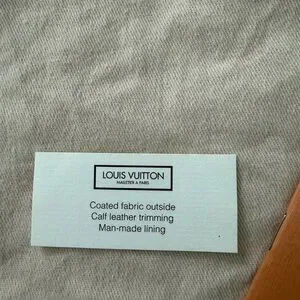 LOUIS VUITTON
MALLETIER A PARIS
Coated fabric outside
Calf leather trimming
Man-made lining